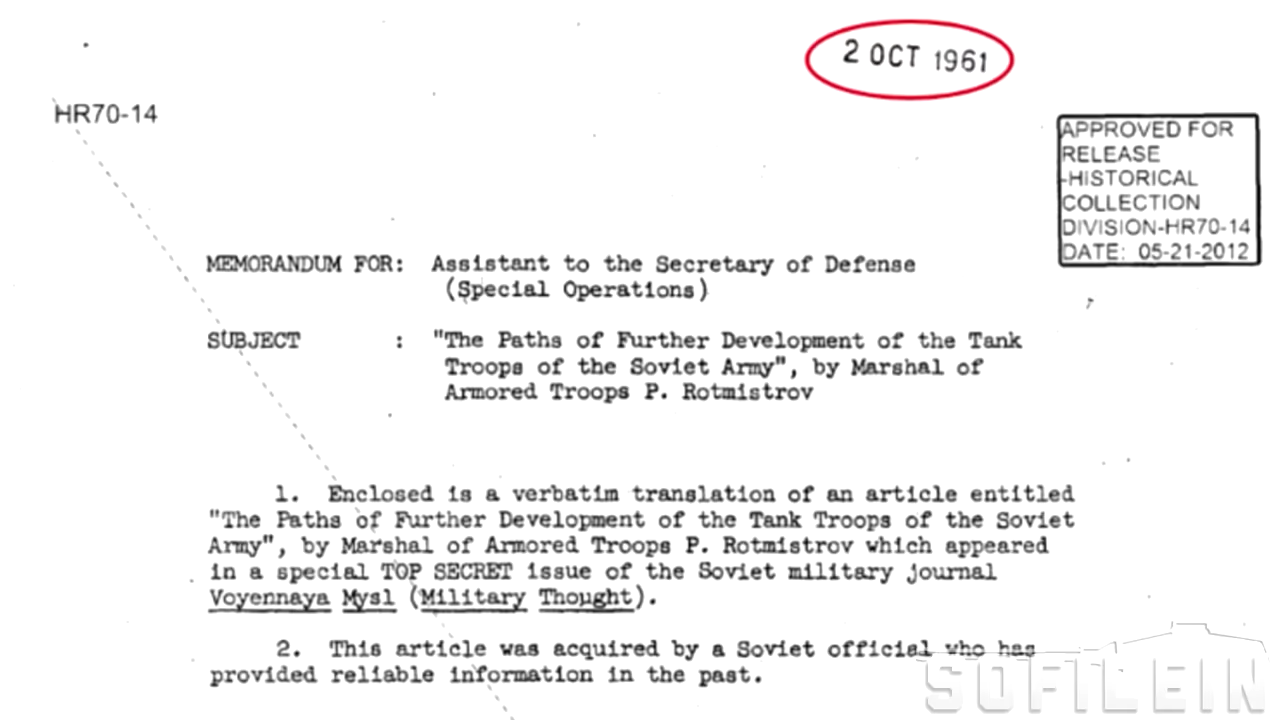 2 OCT 1961
HR70-14
APPROVED FOR
RELEASE
-HISTORICAL
COLLECTION
DIVISION-HR70-14
DATE: 05-21-2012
MEMORANDUM FOR: Assistant to the Secretary of Defense
(Special Operations)
SUBJECT : "The Paths of Further Development of the Tank
Troops of the Soviet Army", by Marshal of
Armored Troops P. Rotmistrov
1. Enclosed is a verbatim translation of an article entitled
"The Paths of Further Development of the Tank Troops of the Soviet
Army", by Marshal of Armored Troops P. Rotmistrov which appeared
in a special TOP SECRET issue of the Soviet military journal
Voyennaya Mysl (Military Thought).
2. This article was acquired by a Soviet official who has
provided reliable information in the past.
SOFILEIN